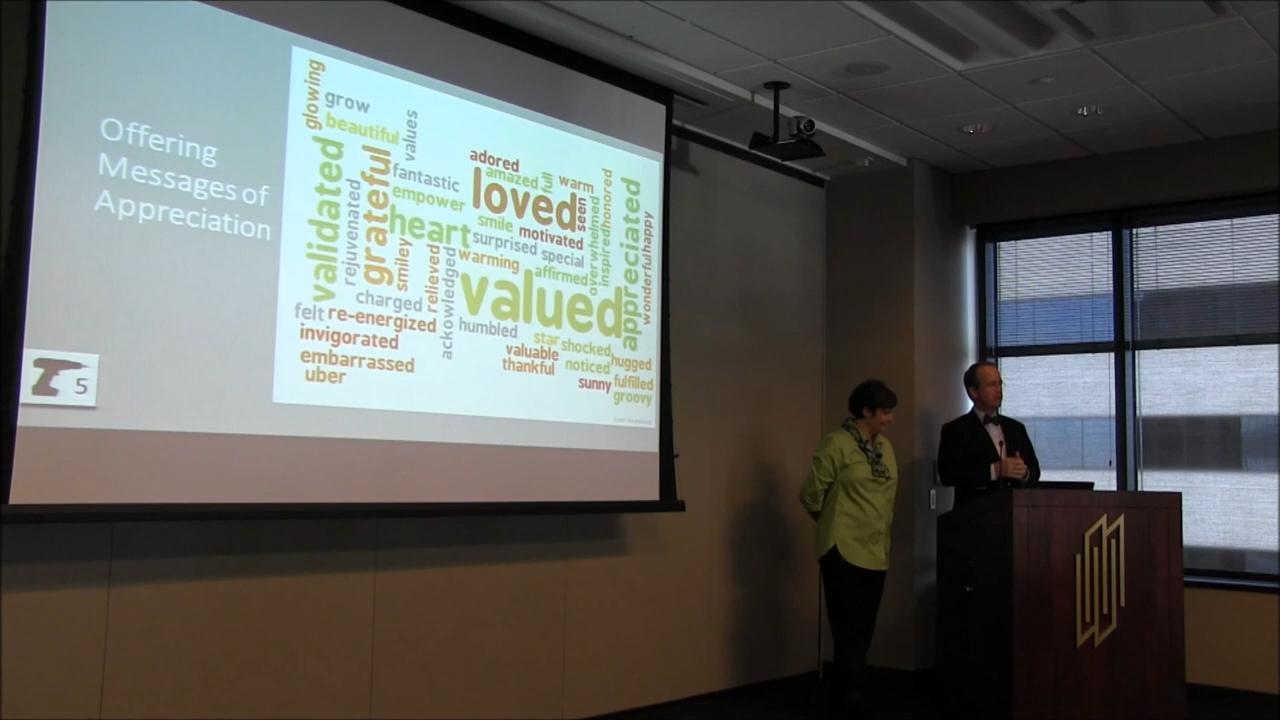 Offering
Messages of
Appreciation
5
glowing
grow
beautiful
values
validated
rejuvenated
grateful
fantastic
empower
heart
smiley
relieved
ackowledged
adored
amazed
full
warm
loved
seen
smile
motivated
surprised
special
warming
affirmed
overwhelmed
inspired
honored
appreciated
happy
wonderful
valued
charged
felt
re-energized
invigorated
embarrassed
uber
humbled
star
shocked
valuable
thankful
noticed
hugged
sunny
fulfilled
groovy